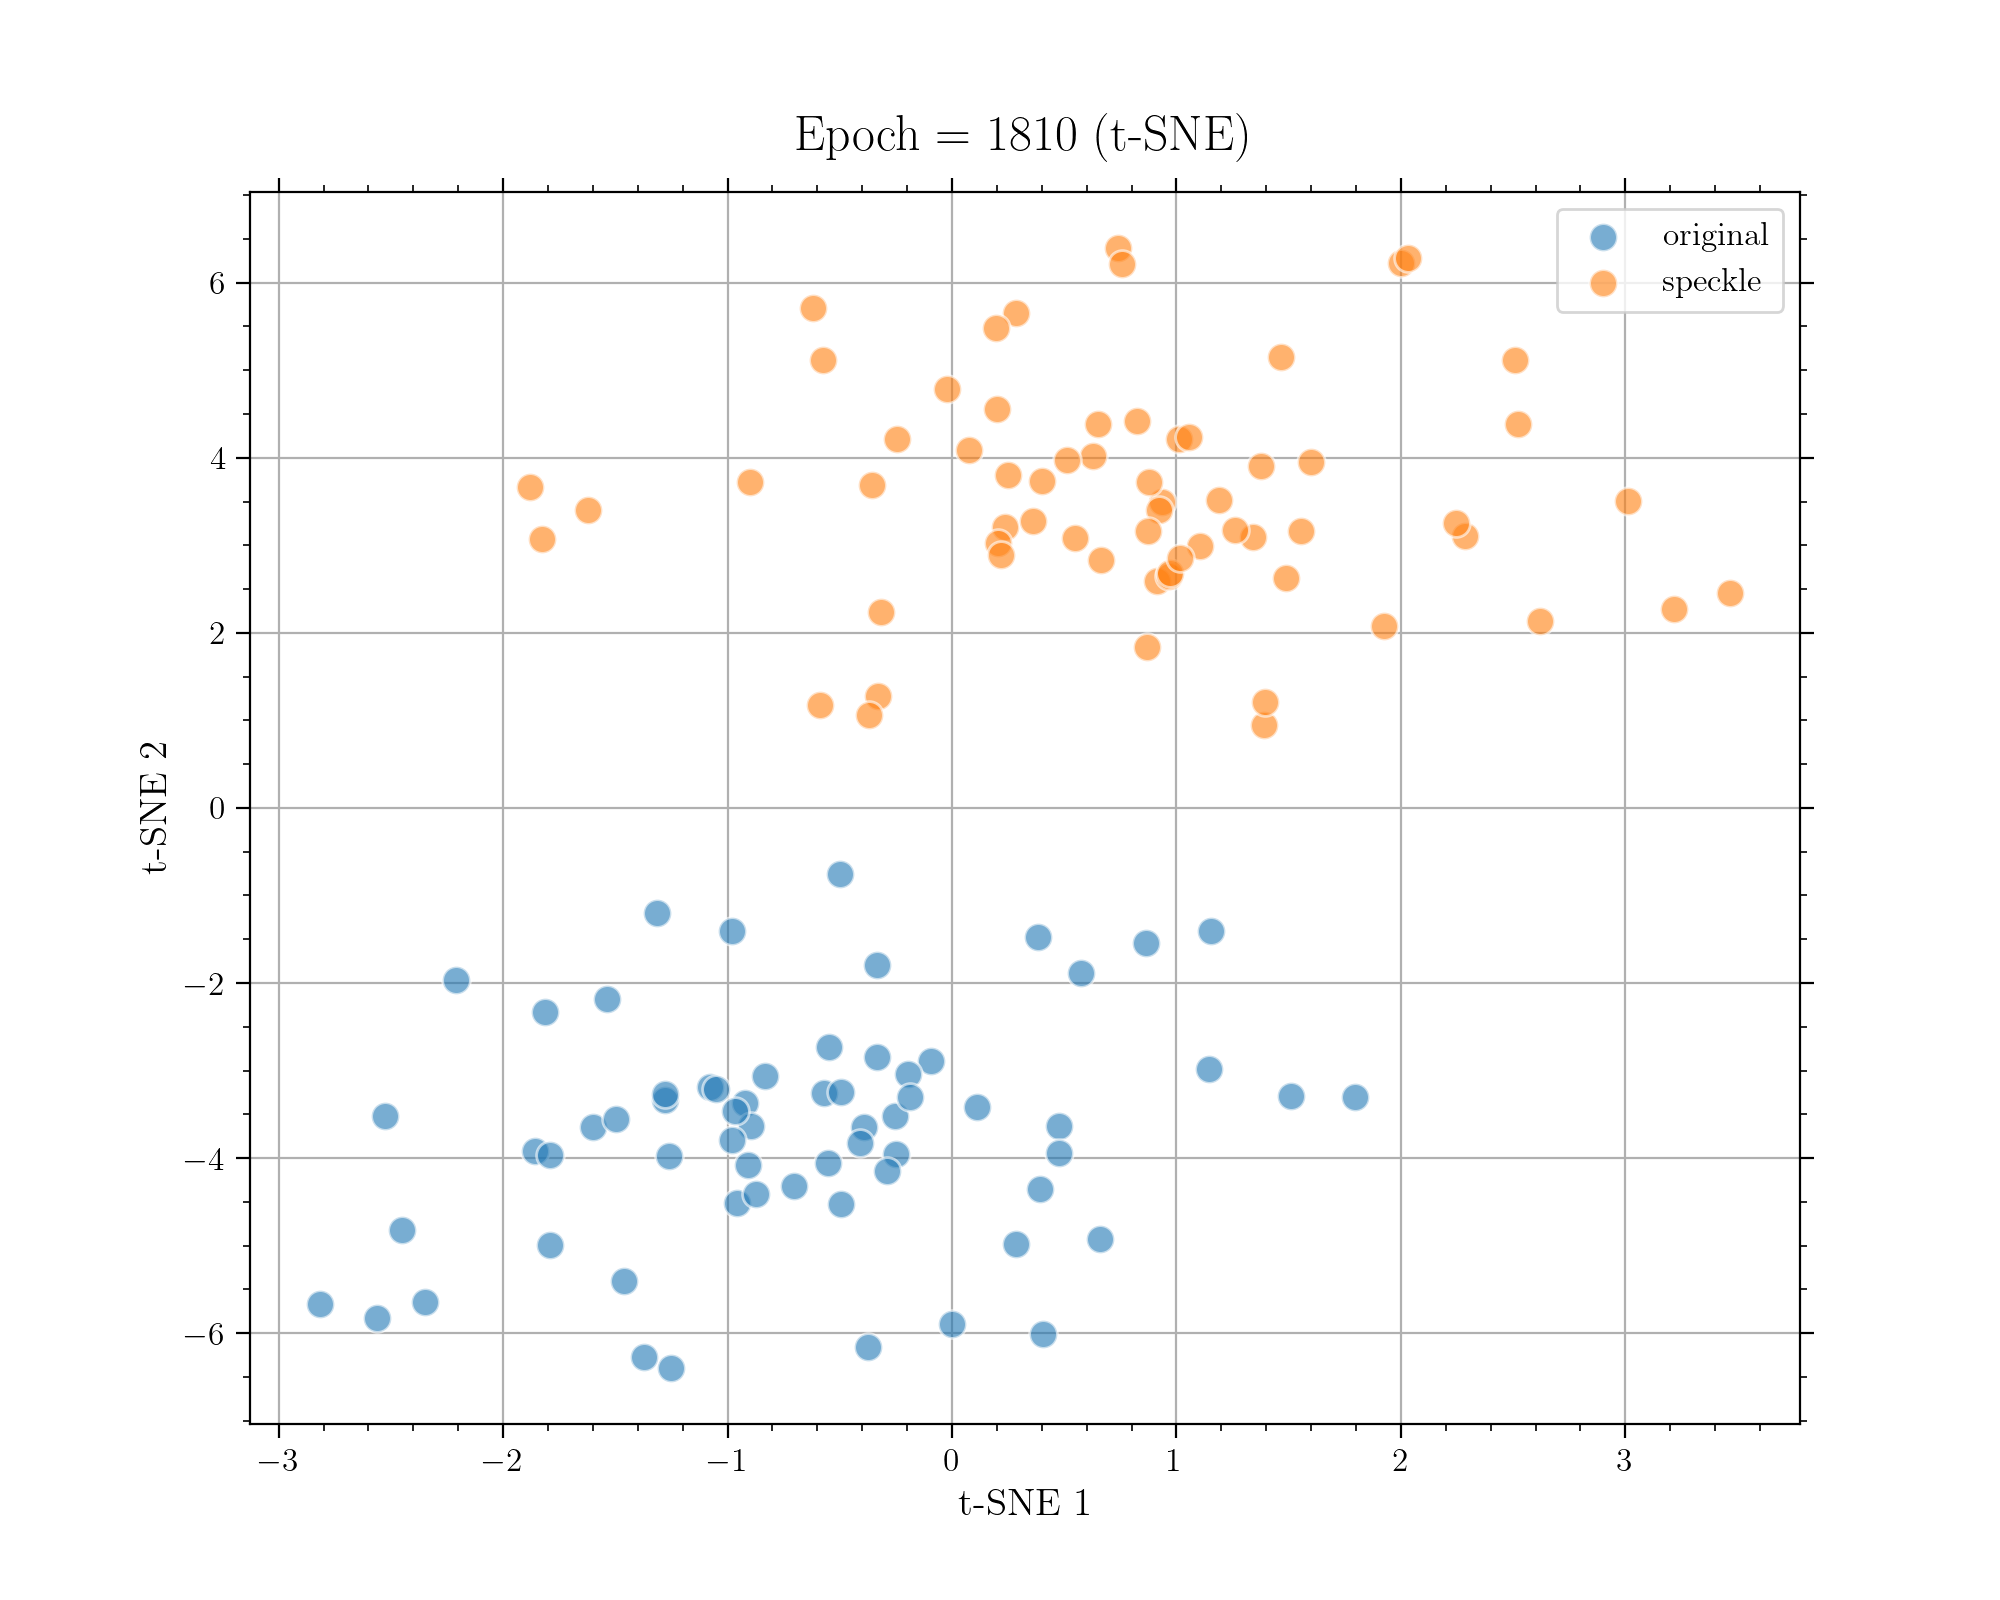 Epoch = 1810 (t-SNE)
original
speckle
6
4
2
0
−2
−4
−6
t-SNE 2
−3 −2 −1 0 1 2 3
t-SNE 1